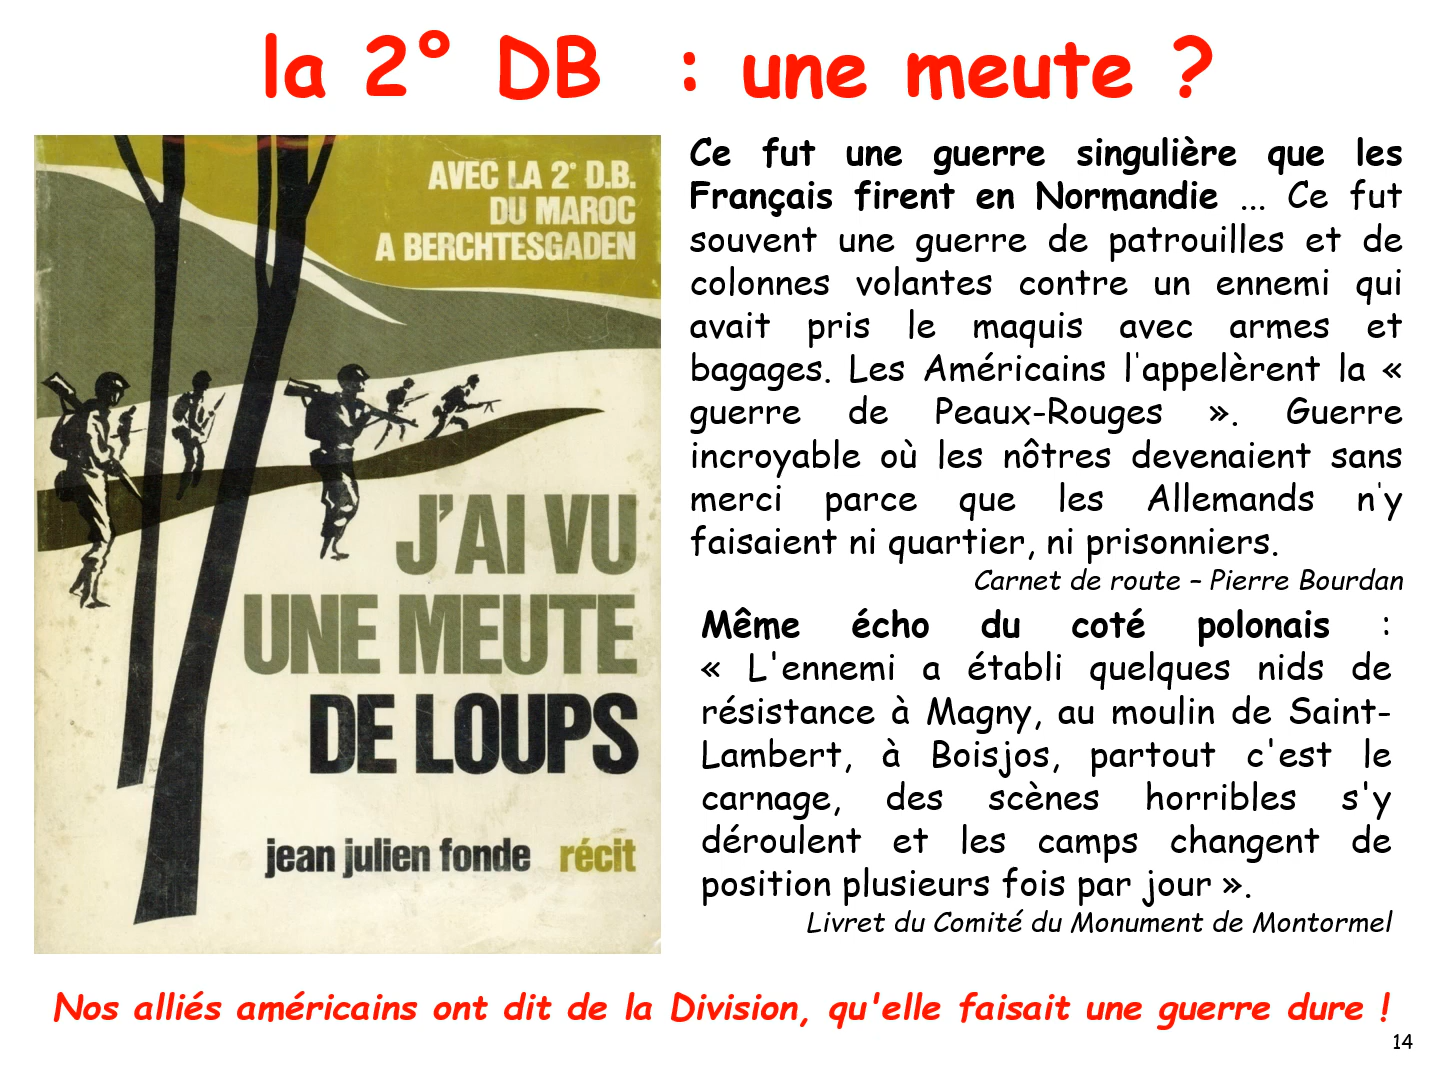 la 2° DB : une meute ?
AVEC LA 2° D.B.
DU MAROC
A BERCHTESGADEN
J'AI VU
UNE MEUTE
DE LOUPS
jean julien fonde récit
Ce fut une guerre singulière que les
Français firent en Normandie ... Ce fut
souvent une guerre de patrouilles et de
colonnes volantes contre un ennemi qui
avait pris le maquis avec armes et
bagages. Les Américains l'appelèrent la «
guerre de Peaux-Rouges ». Guerre
incroyable où les nôtres devenaient sans
merci parce que les Allemands n'y
faisaient ni quartier, ni prisonniers.
Carnet de route – Pierre Bourdan
Même écho du coté polonais :
« L'ennemi a établi quelques nids de
résistance à Magny, au moulin de Saint-
Lambert, à Boisjos, partout c'est le
carnage, des scènes horribles s'y
déroulent et les camps changent de
position plusieurs fois par jour ».
Livret du Comité du Monument de Montormel
Nos alliés américains ont dit de la Division, qu'elle faisait une guerre dure !
14